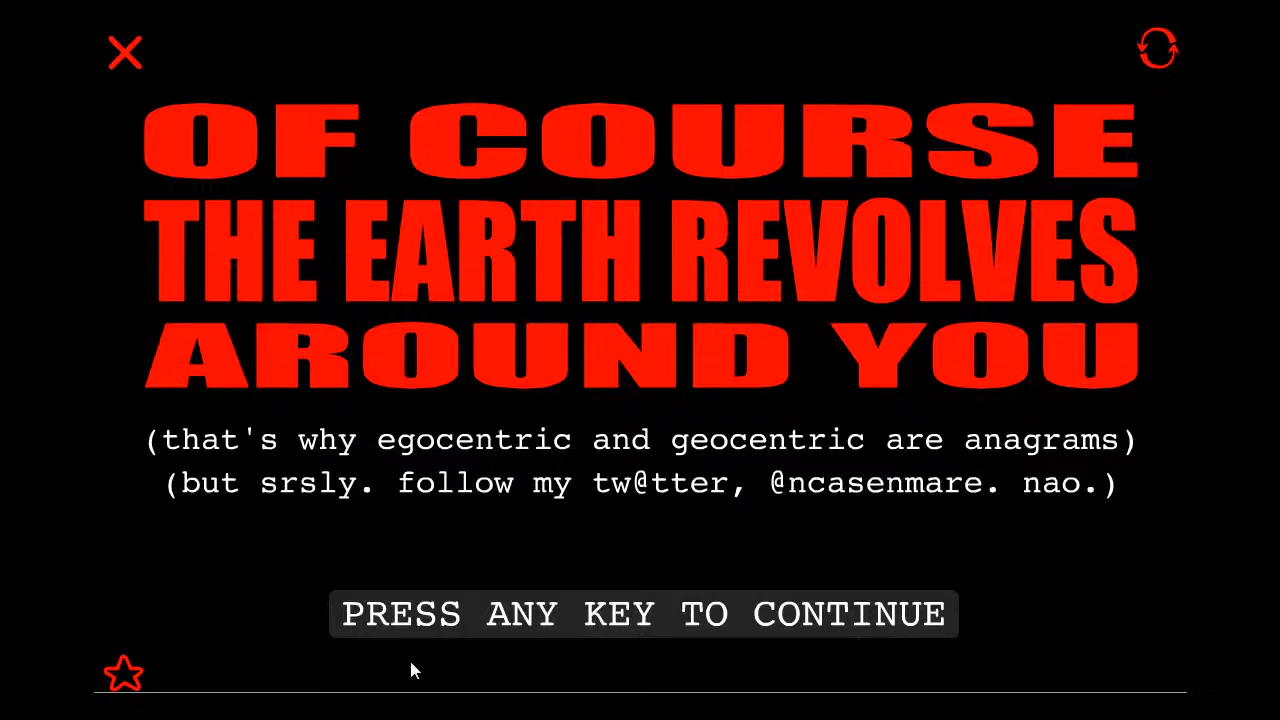 OF COURSE
THE EARTH REVOLVES
AROUND YOU
(that's why egocentric and geocentric are anagrams)
(but srsly. follow my tw@tter, @ncasenmare. nao.)
PRESS ANY KEY TO CONTINUE